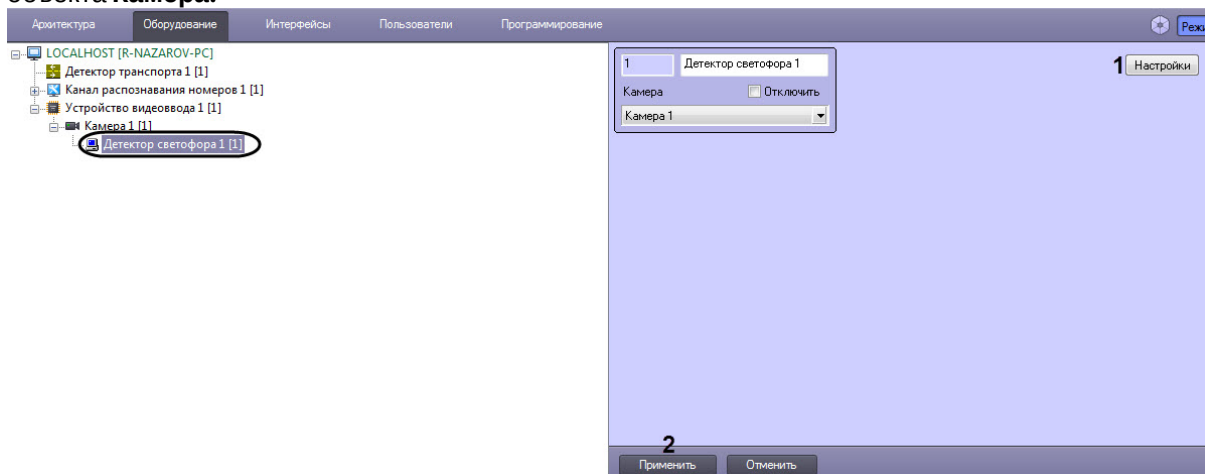 объекта Камера.
Архитектура Оборудование Интерфейсы Пользователи Программирование
LOCALHOST [R-NAZAROV-PC]
Детектор транспорта 1 [1]
Канал распознавания номеров 1 [1]
Устройство видеоввода 1 [1]
Камера 1 [1]
Детектор светофора 1 [1]
1 Детектор светофора 1
Камера Отключить
Камера 1
1 Настройки
2
Применить Отменить